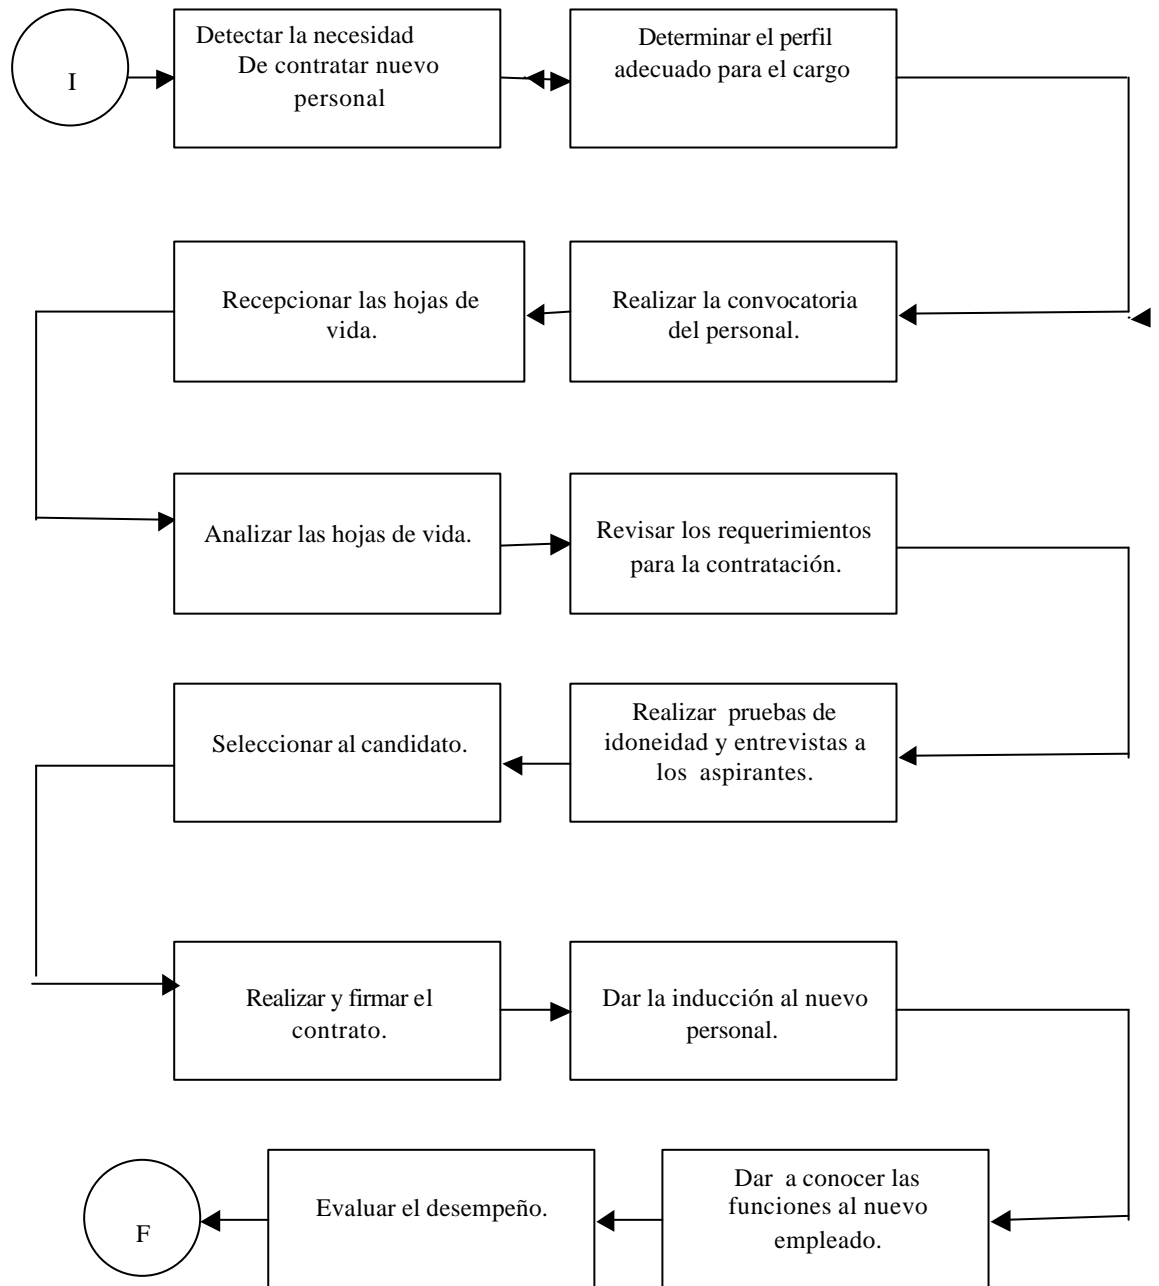 I
Detectar la necesidad
De contratar nuevo
personal
Determinar el perfil
adecuado para el cargo
Realizar la convocatoria
del personal.
Recepcionar las hojas de
vida.
Analizar las hojas de vida.
Revisar los requerimientos
para la contratación.
Realizar pruebas de
idoneidad y entrevistas a
los aspirantes.
Seleccionar al candidato.
Realizar y firmar el
contrato.
Dar la inducción al nuevo
personal.
Dar a conocer las
funciones al nuevo
empleado.
Evaluar el desempeño.
F